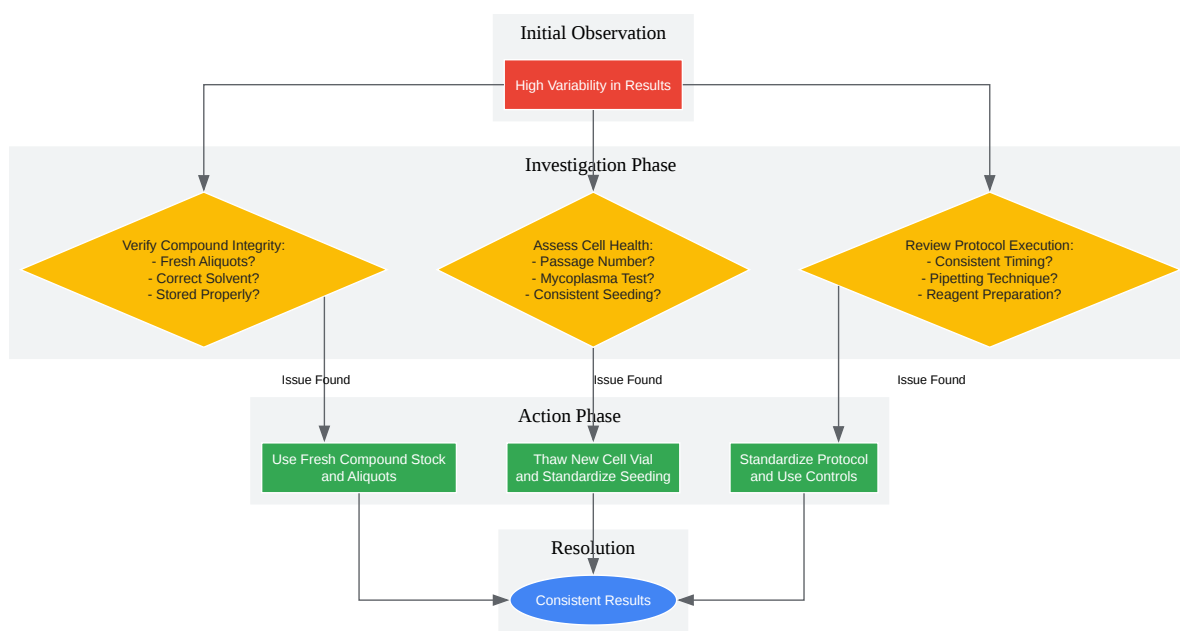 Initial Observation
High Variability in Results
Investigation Phase
Verify Compound Integrity:
- Fresh Aliquots?
- Correct Solvent?
- Stored Properly?
Assess Cell Health:
- Passage Number?
- Mycoplasma Test?
- Consistent Seeding?
Review Protocol Execution:
- Consistent Timing?
- Pipetting Technique?
- Reagent Preparation?
Issue Found
Issue Found
Issue Found
Action Phase
Use Fresh Compound Stock
and Aliquots
Thaw New Cell Vial
and Standardize Seeding
Standardize Protocol
and Use Controls
Resolution
Consistent Results